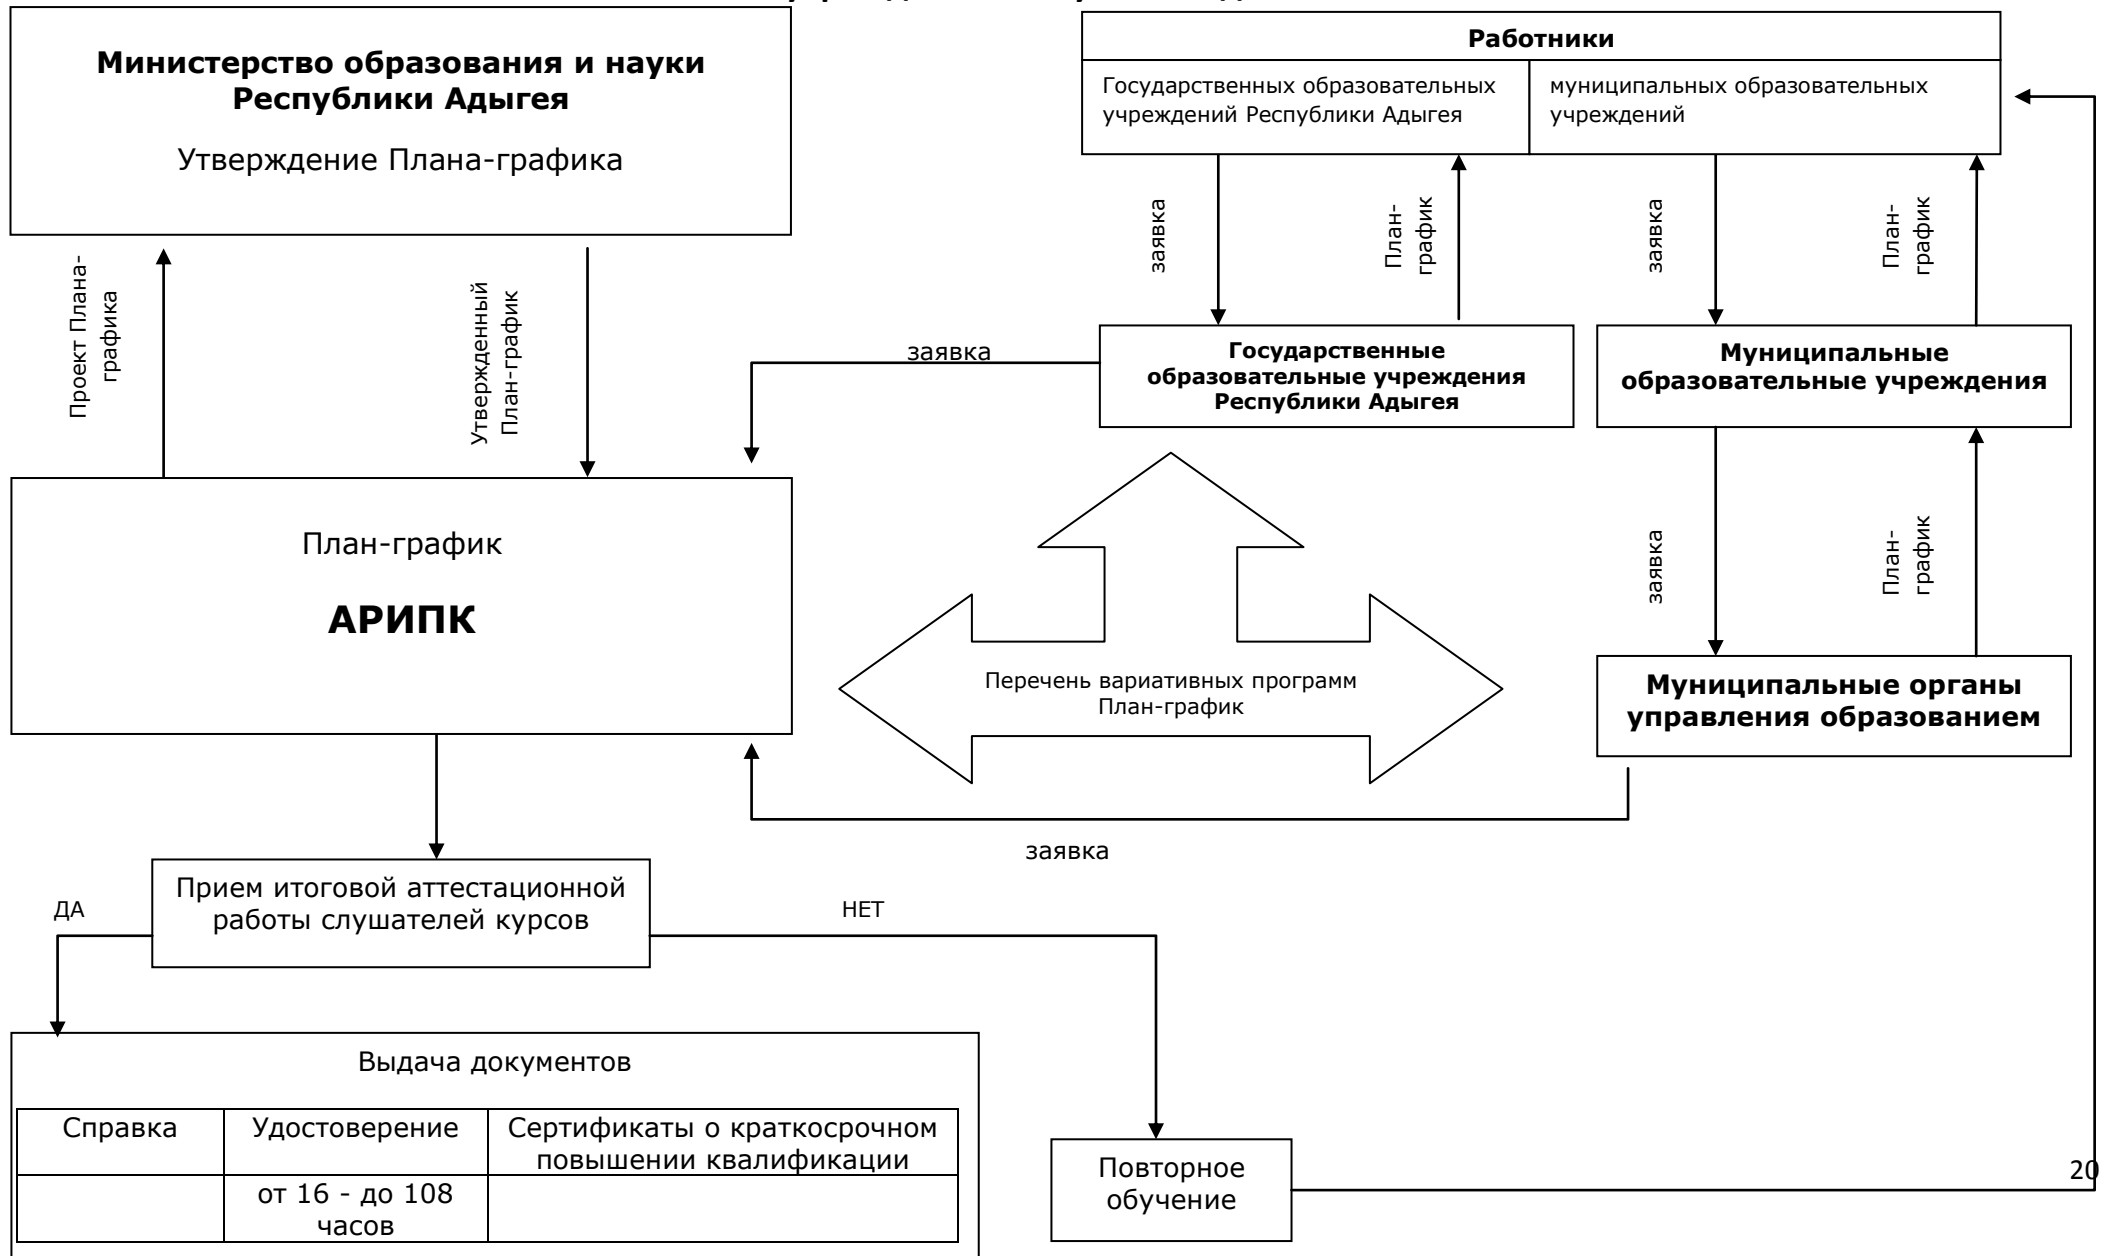 Министерство образования и науки
Республики Адыгея
Утверждение Плана-графика
Работники
Государственных образовательных
учреждений Республики Адыгея
муниципальных образовательных
учреждений
Проект Плана-
графика
Утвержденный
План-график
заявка
План-
график
заявка
План-
график
заявка
Государственные
образовательные учреждения
Республики Адыгея
Муниципальные
образовательные учреждения
План-график
АРИПК
заявка
План-
график
Перечень вариативных программ
План-график
Муниципальные органы
управления образованием
заявка
Прием итоговой аттестационной
работы слушателей курсов
ДА
НЕТ
Выдача документов
Справка
Удостоверение
Сертификаты о краткосрочном
повышении квалификации
от 16 - до 108
часов
Повторное
обучение
20